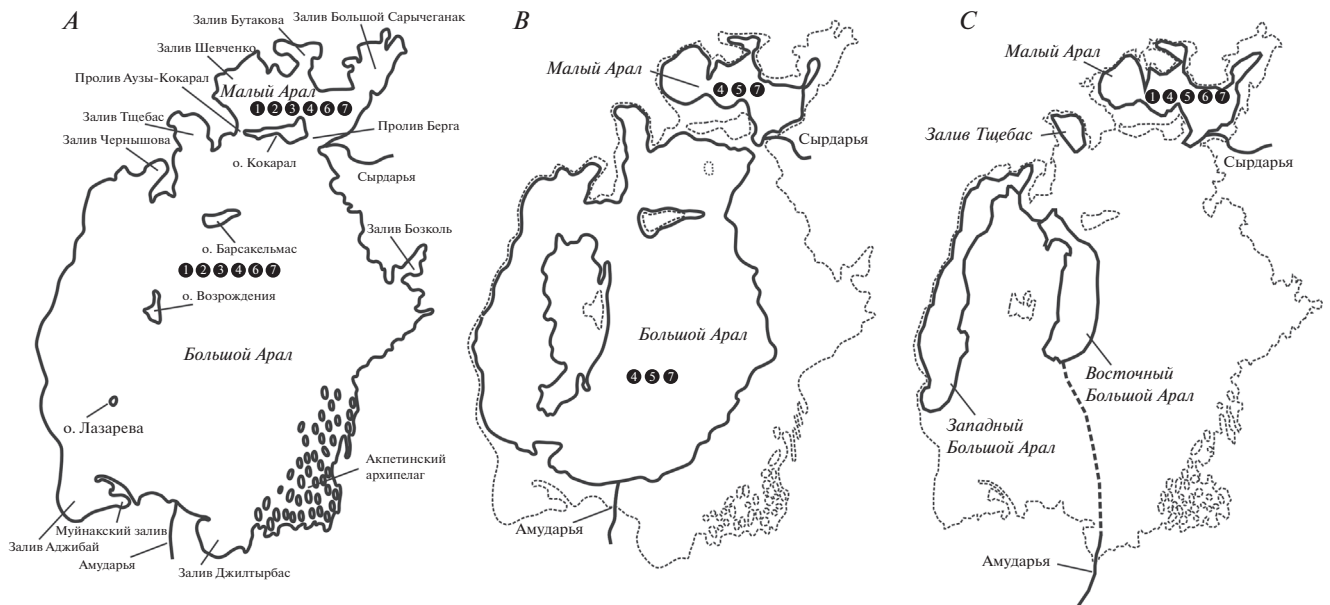 A
Залив Бутакова
Залив Большой Сарычеганак
Залив Шевченко
Пролив Аузы-Кокарал
Малый Арал
1 2 3 4 6 7
Залив Тщебас
Пролив Берга
Залив Чернышова
о. Кокарал
Сырдарья
Залив Бозколь
о. Барсакельмас
1 2 3 4 6 7
о. Возрождения
Большой Арал
о. Лазарева
Акпетинский
архипелаг
Муйнакский залив
Залив Аджибай
Амударья
Залив Джилтырбас
B
Малый Арал
4 5 7
Сырдарья
Большой Арал
4 5 7
Амударья
C
Малый Арал
1 4 5 6 7
Залив Тщебас
Сырдарья
Восточный
Большой Арал
Западный
Большой Арал
Амударья